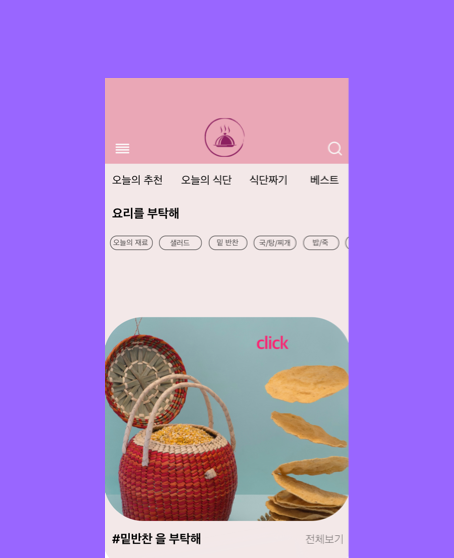 오늘의 추천 오늘의 식단 식단짜기 베스트
요리를 부탁해
오늘의 재료 샐러드 밑 반찬 국/탕/찌개 밥/죽
click
#밑반찬 을 부탁해 전체보기